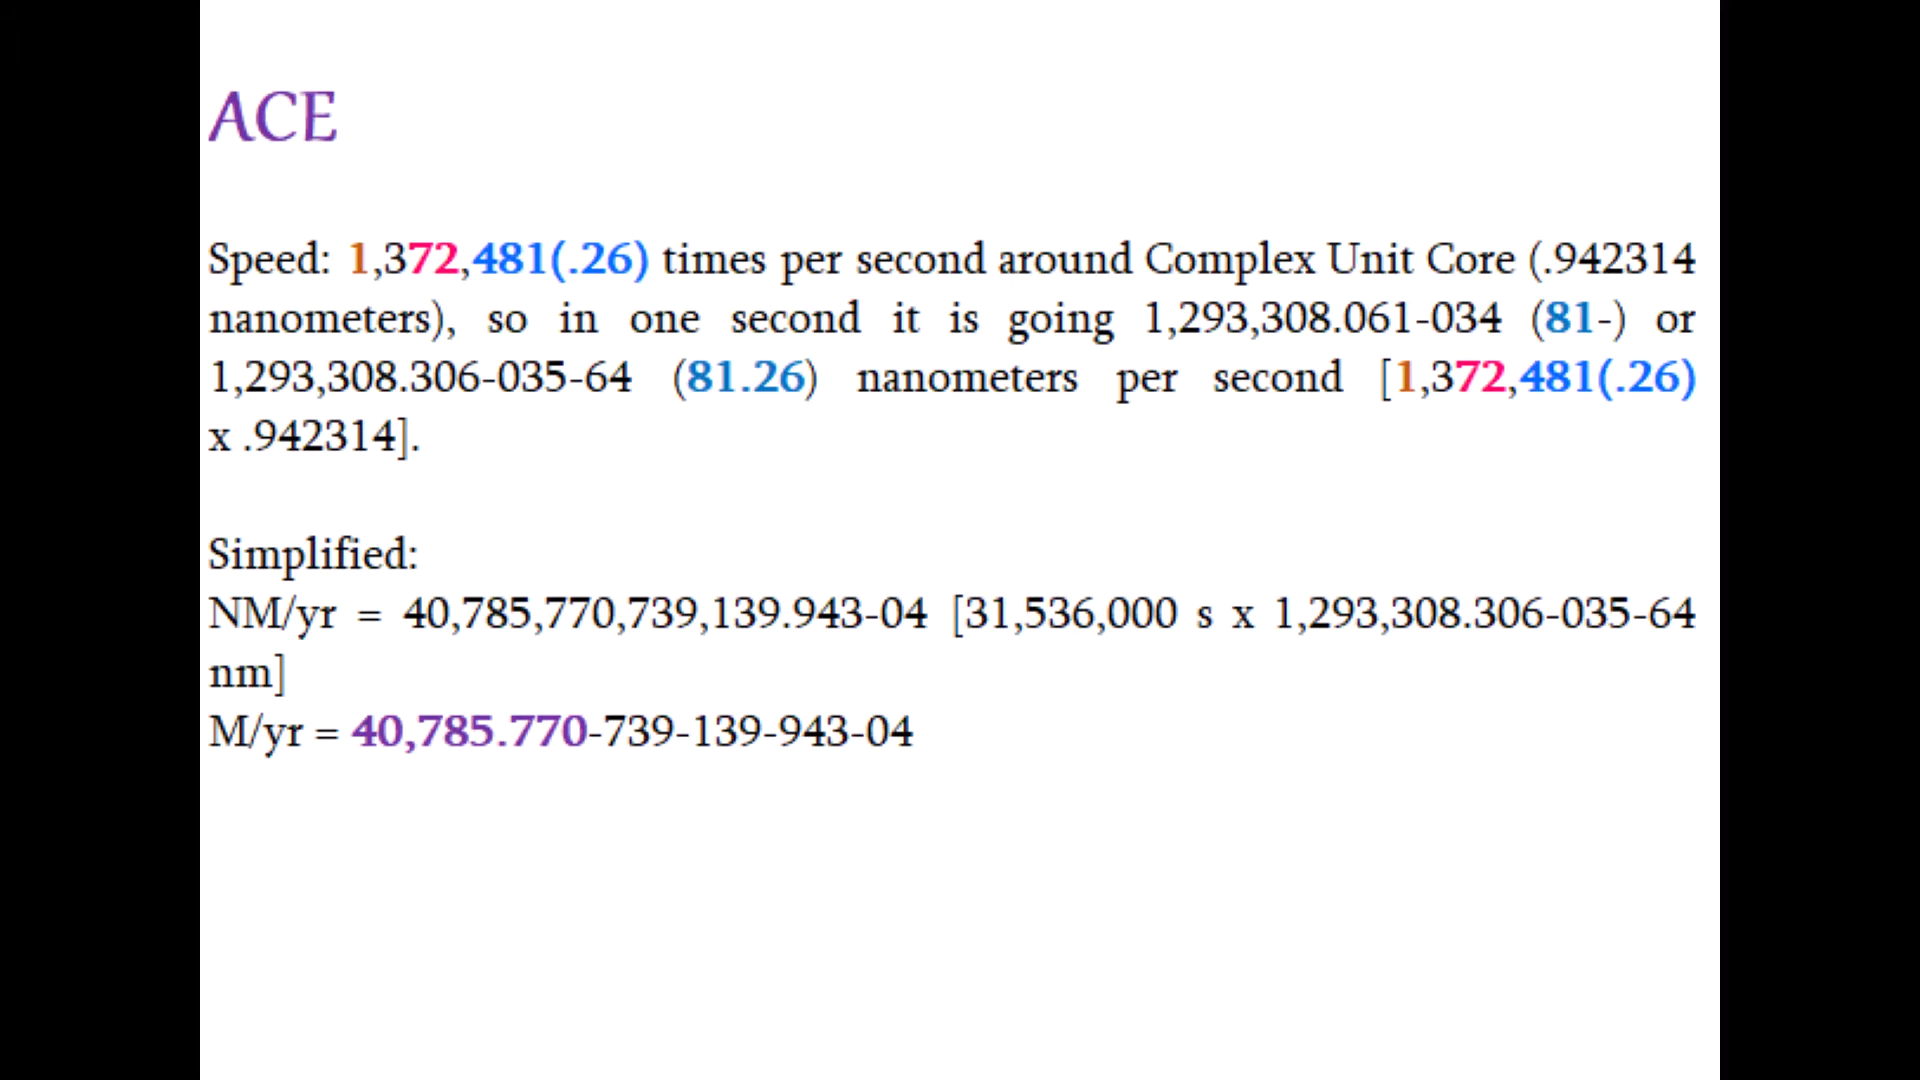 ACE
Speed: 1,372,481(.26) times per second around Complex Unit Core (.942314
nanometers), so in one second it is going 1,293,308.061-034 (81-) or
1,293,308.306-035-64 (81.26) nanometers per second [1,372,481(.26)
x .942314].
Simplified:
NM/yr = 40,785,770,739,139.943-04 [31,536,000 s x 1,293,308.306-035-64
nm]
M/yr = 40,785.770-739-139-943-04